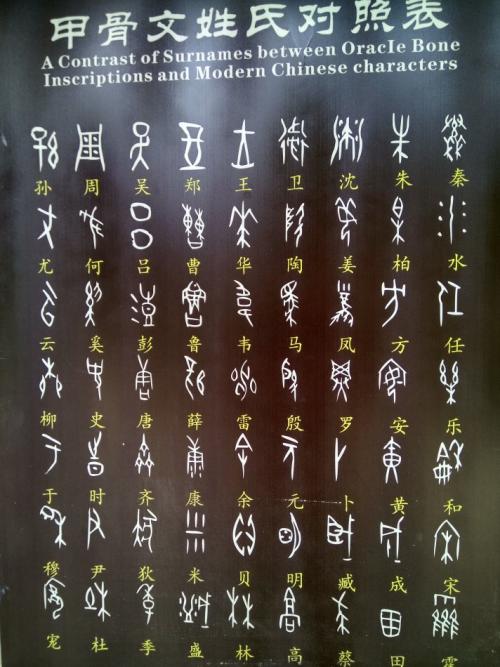 甲骨文姓氏对照表
A Contrast of Surnames between Oracle Bone
Inscriptions and Modern Chinese characters
孙 周 吴 郑 王 卫 沈 朱 秦
尤 何 吕 曹 华 陶 姜 柏 水
云 奚 彭 鲁 韦 马 凤 方 任
柳 史 唐 薛 雷 殷 罗 安 乐
于 时 齐 康 余 元 卜 黄 和
穆 尹 狄 米 贝 明 臧 成 宋
宠 杜 季 盛 林 高 蔡 田